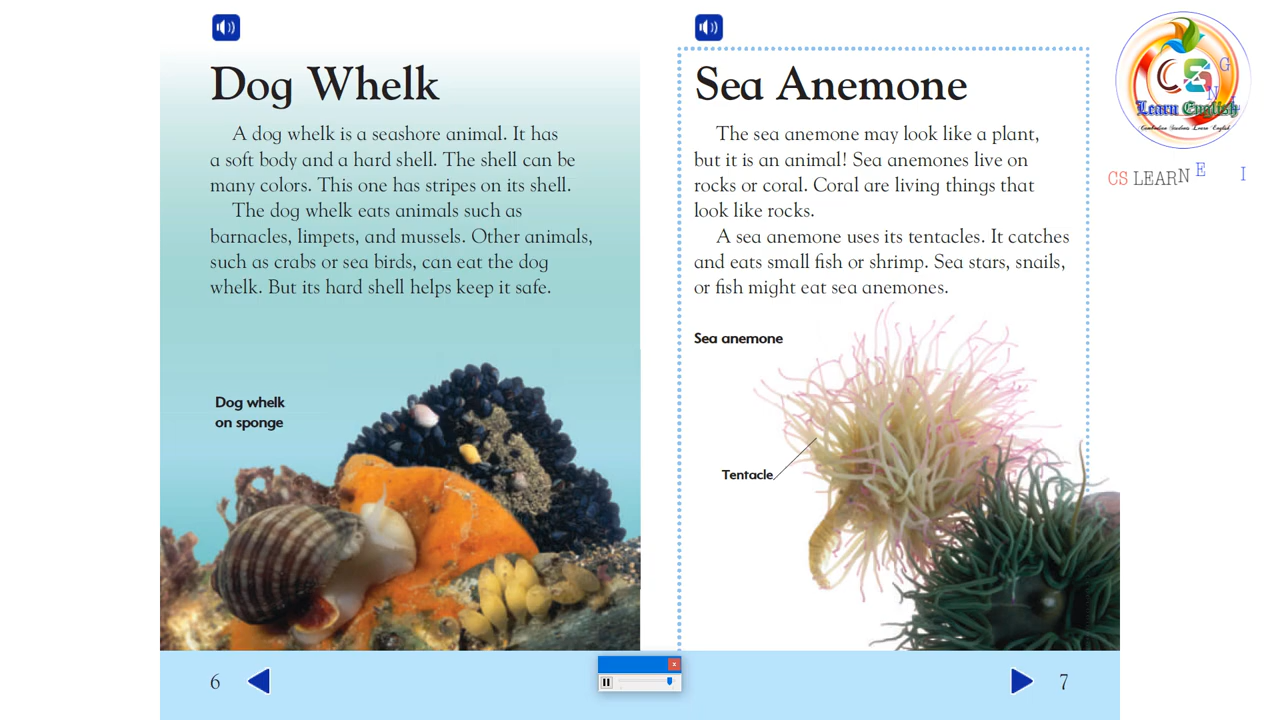 Dog Whelk
A dog whelk is a seashore animal. It has
a soft body and a hard shell. The shell can be
many colors. This one has stripes on its shell.
The dog whelk eats animals such as
barnacles, limpets, and mussels. Other animals,
such as crabs or sea birds, can eat the dog
whelk. But its hard shell helps keep it safe.
Dog whelk
on sponge
6
Sea Anemone
The sea anemone may look like a plant,
but it is an animal! Sea anemones live on
rocks or coral. Coral are living things that
look like rocks.
A sea anemone uses its tentacles. It catches
and eats small fish or shrimp. Sea stars, snails,
or fish might eat sea anemones.
Sea anemone
Tentacle
7
CS
Learn English
Cambodian Students Learn English
CS LEARN E I